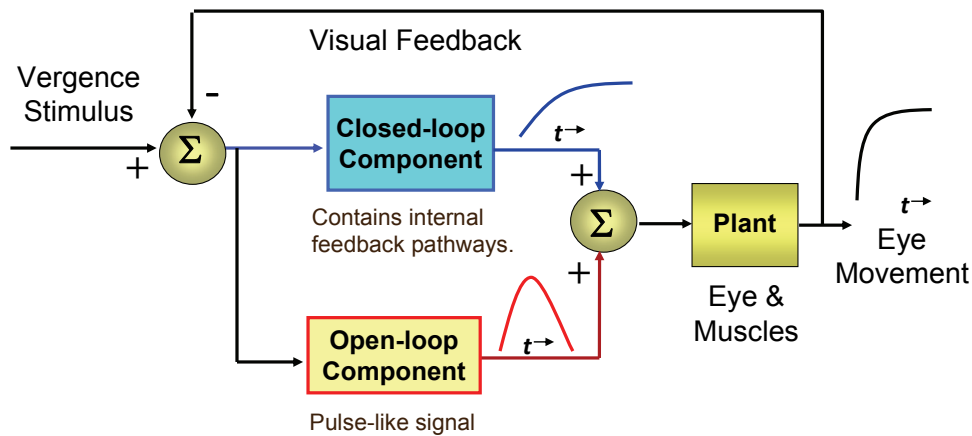 Visual Feedback
Vergence
Stimulus
-
+
Σ
Closed-loop
Component
t→
Contains internal
feedback pathways.
+
Σ
+
Plant
Eye &
Muscles
t→
Eye
Movement
Open-loop
Component
t→
Pulse-like signal